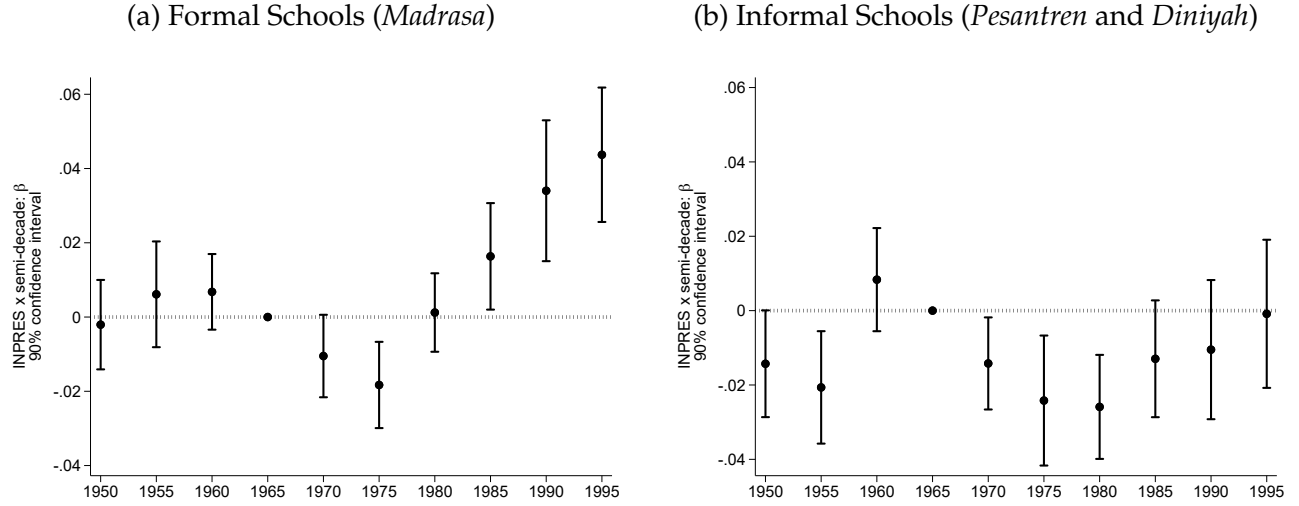 (a) Formal Schools (Madrasa)
.06
.04
.02
0
-.02
-.04
INPRES x semi-decade: β
90% confidence interval
1950 1955 1960 1965 1970 1975 1980 1985 1990 1995
(b) Informal Schools (Pesantren and Diniyah)
.06
.04
.02
0
-.02
-.04
INPRES x semi-decade: β
90% confidence interval
1950 1955 1960 1965 1970 1975 1980 1985 1990 1995